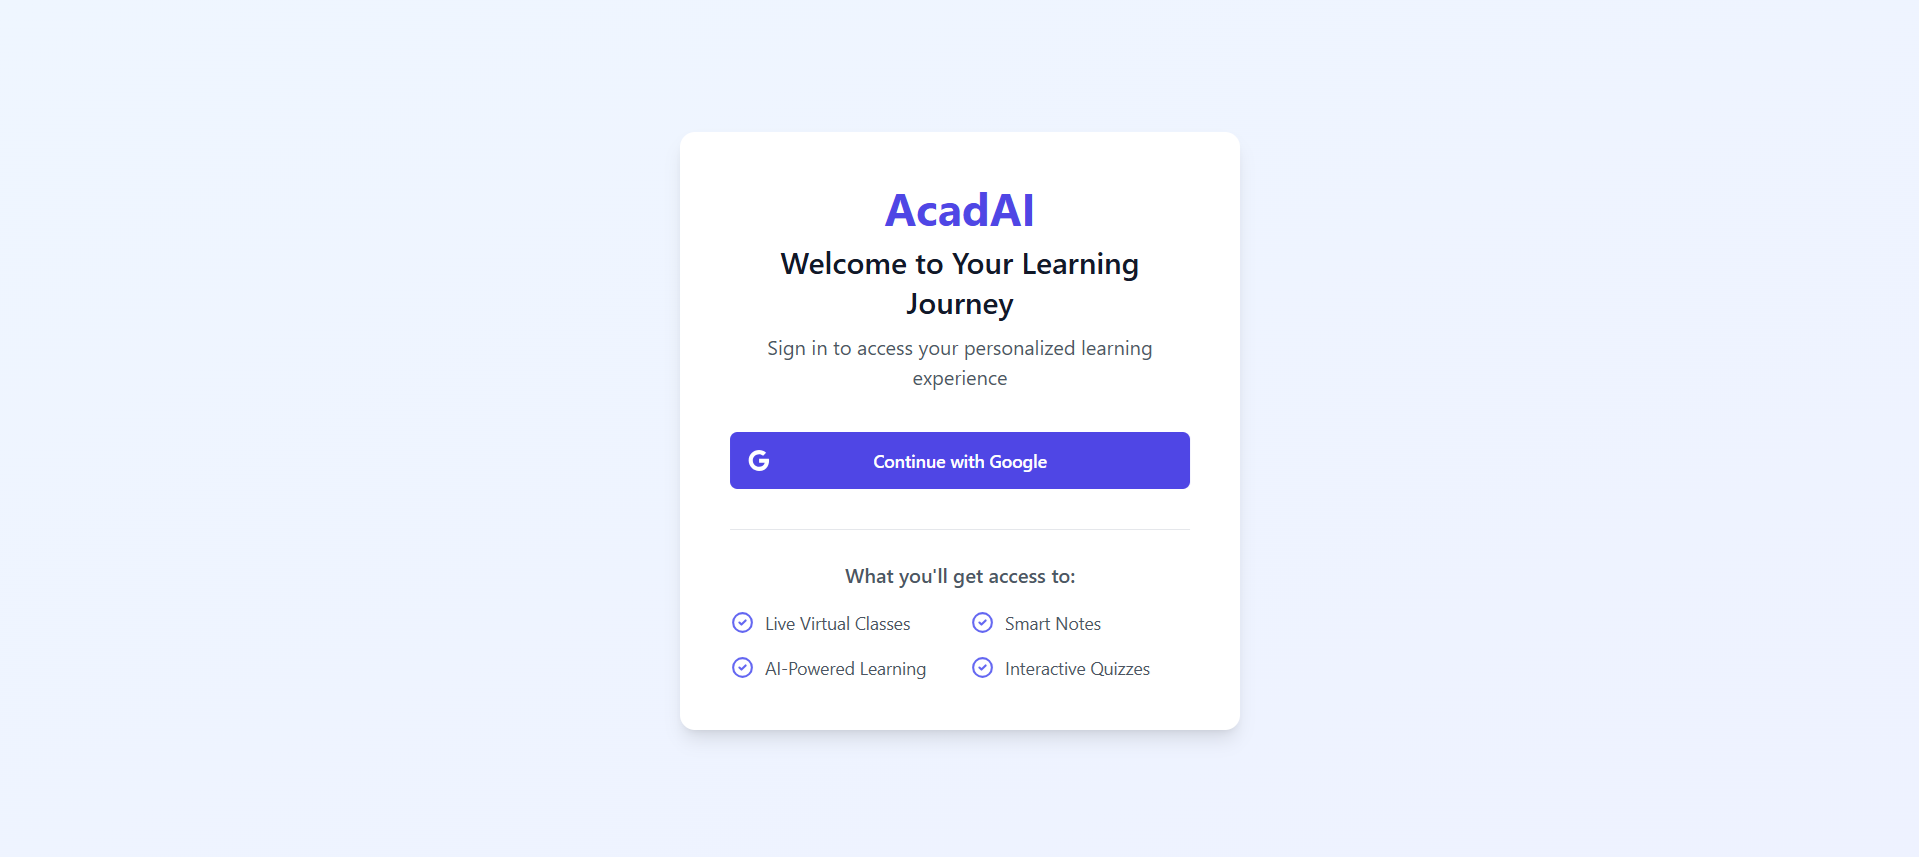 AcadAI
Welcome to Your Learning
Journey
Sign in to access your personalized learning
experience
Continue with Google
What you'll get access to:
Live Virtual Classes
Smart Notes
AI-Powered Learning
Interactive Quizzes